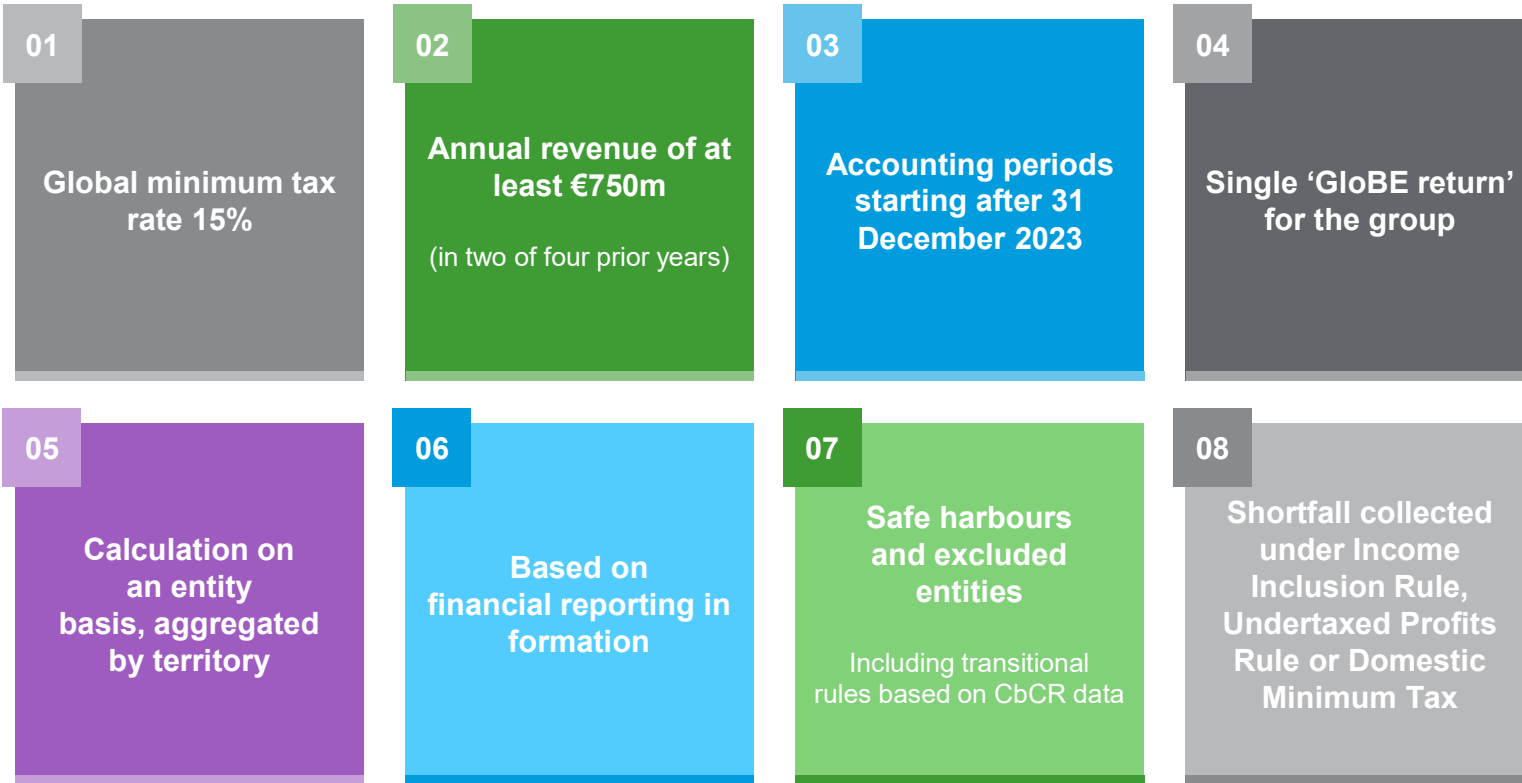 01
Global minimum tax
rate 15%
02
Annual revenue of at
least €750m
(in two of four prior years)
03
Accounting periods
starting after 31
December 2023
04
Single ‘GloBE return’
for the group
05
Calculation on
an entity
basis, aggregated
by territory
06
Based on
financial reporting in
formation
07
Safe harbours
and excluded
entities
Including transitional
rules based on CbCR data
08
Shortfall collected
under Income
Inclusion Rule,
Undertaxed Profits
Rule or Domestic
Minimum Tax